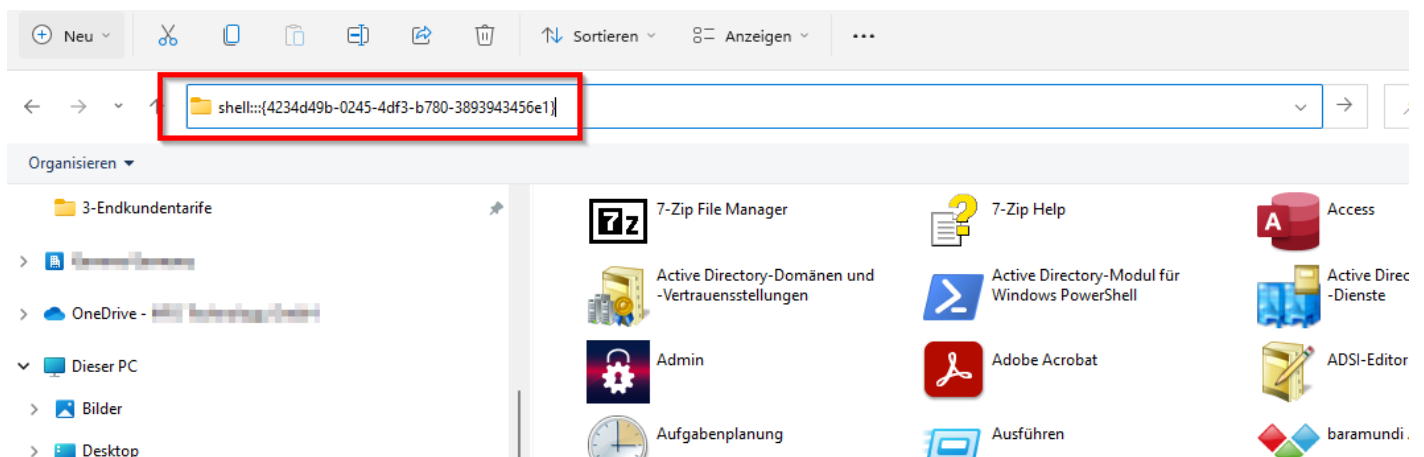 Neu
Sortieren
Anzeigen
shell:::{4234d49b-0245-4df3-b780-3893943456e1}
Organisieren
3-Endkundentarife
OneDrive -
Dieser PC
Bilder
Desktop
7z
7-Zip File Manager
7-Zip Help
A
Access
Active Directory-Domänen und
-Vertrauensstellungen
Active Directory-Modul für
Windows PowerShell
Active Direc
-Dienste
Admin
Adobe Acrobat
ADSI-Editor
Aufgabenplanung
Ausführen
baramundi